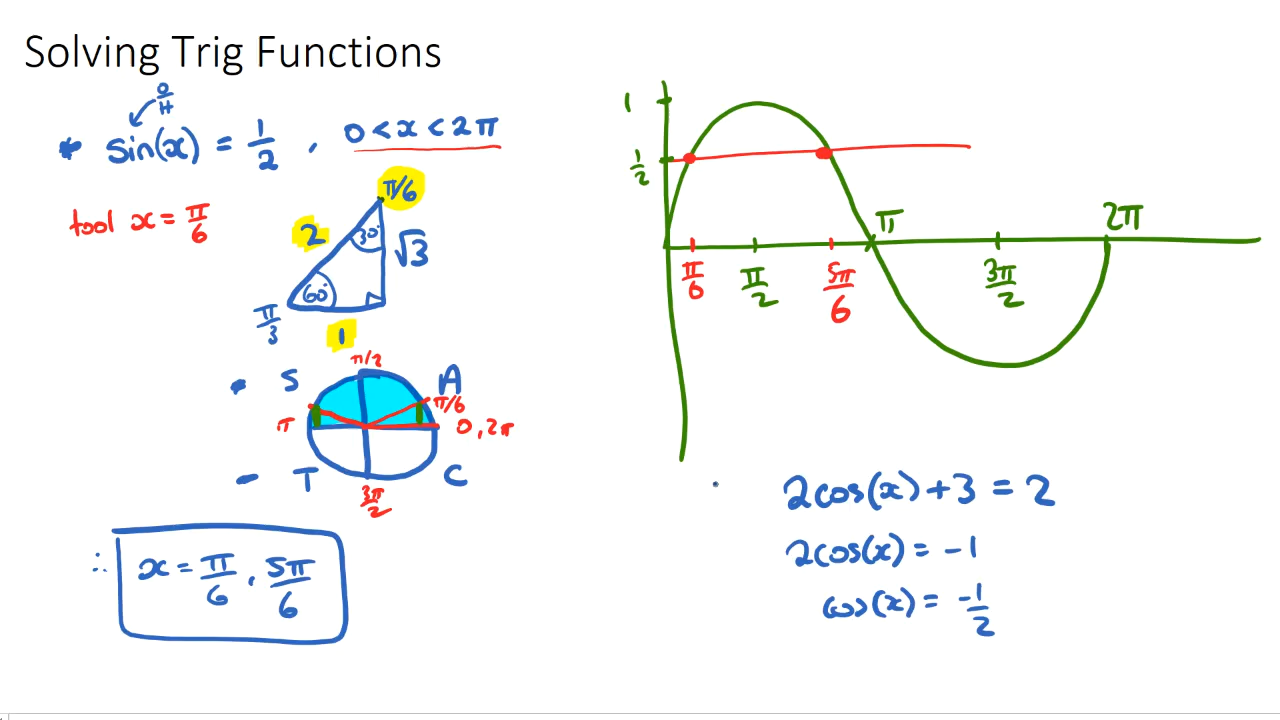 Solving Trig Functions
O/H
* sin(x) = 1/2 , 0 < x < 2π
tool x = π/6
π/6
2
30°
√3
60°
π/3
1
π/2
S A
π/6
π 0, 2π
T C
3π/2
∴ x = π/6 , 5π/6
1
1/2
π 2π
π/6 π/2 5π/6 3π/2
2cos(x) + 3 = 2
2cos(x) = -1
cos(x) = -1/2